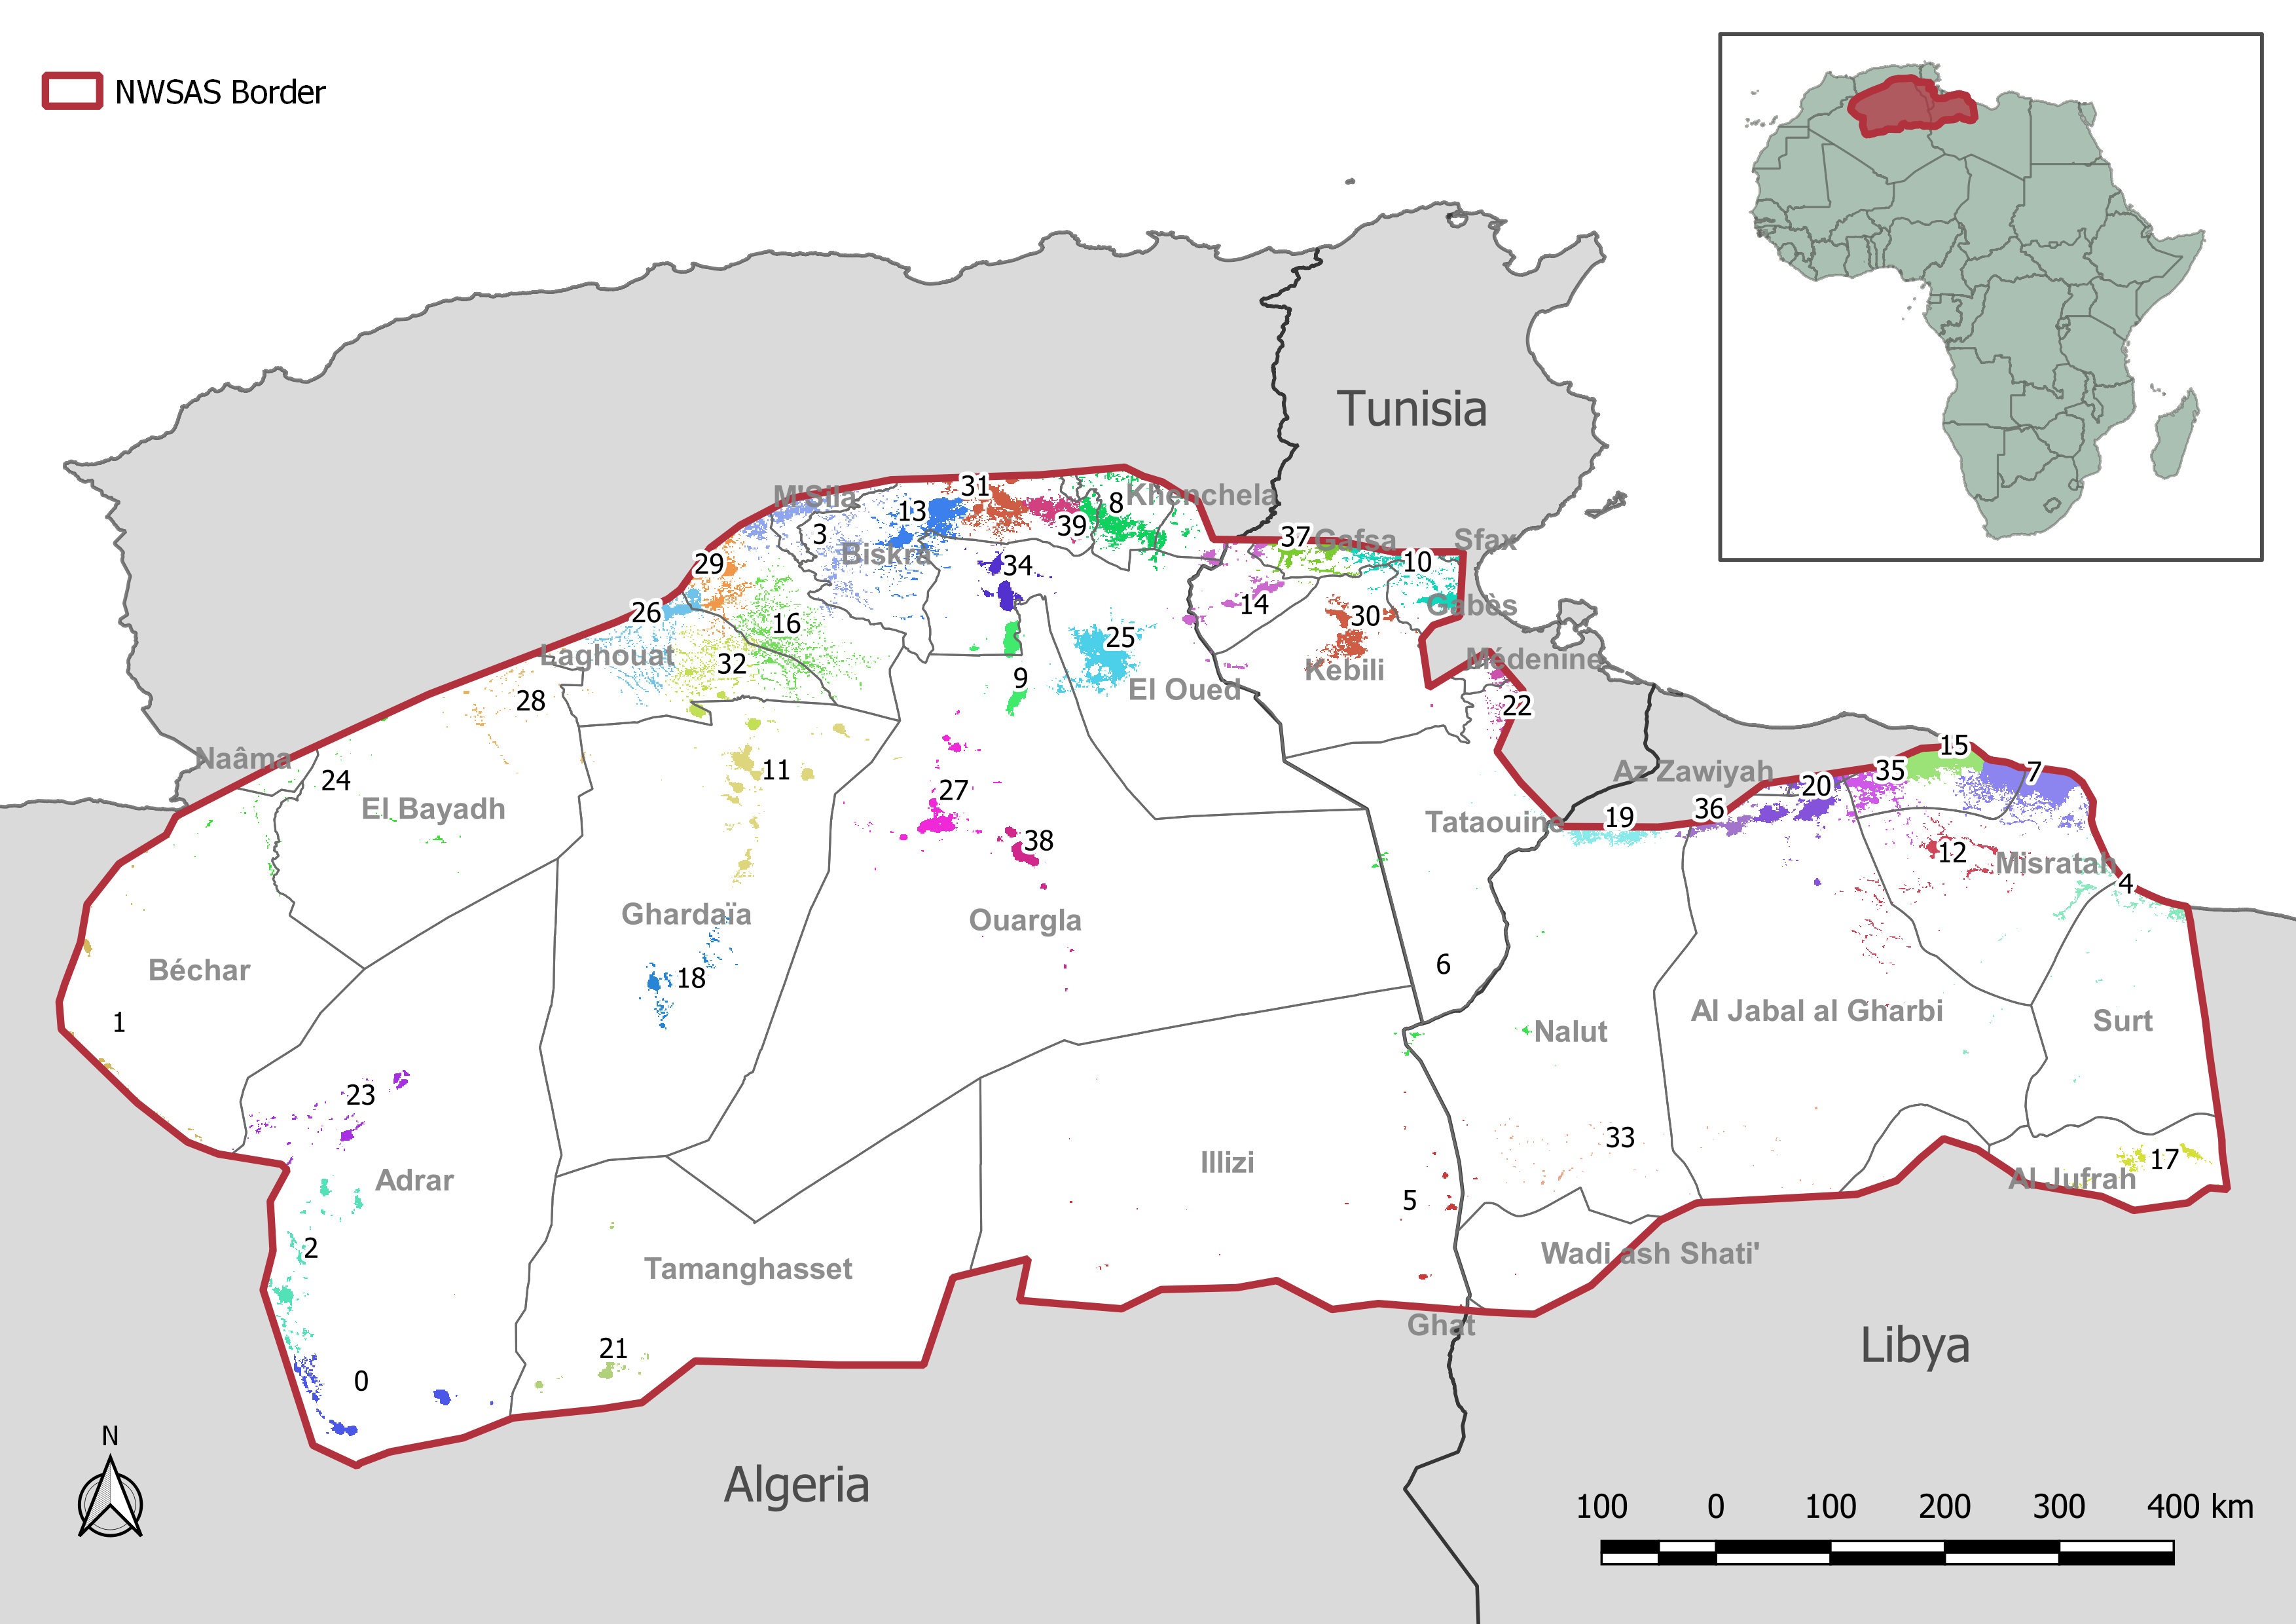 NWSAS Border
Tunisia
31
M'Sila
Khenchela
13
8
39
3
37
Gafsa
Sfax
Biskra
29
34
10
26
14
Gabès
16
30
25
Laghouat
32
Kebili
Médenine
9
El Oued
28
22
Naâma
15
24
11
Az Zawiyah
35
7
27
20
El Bayadh
36
19
Tataouine
38
12
Misratah
4
Ghardaïa
Ouargla
Béchar
18
6
1
Al Jabal al Gharbi
Nalut
Surt
23
33
Illizi
17
Adrar
Al Jufrah
5
2
Tamanghasset
Wadi ash Shati'
Ghat
21
Libya
0
N
Algeria
100 0 100 200 300 400 km